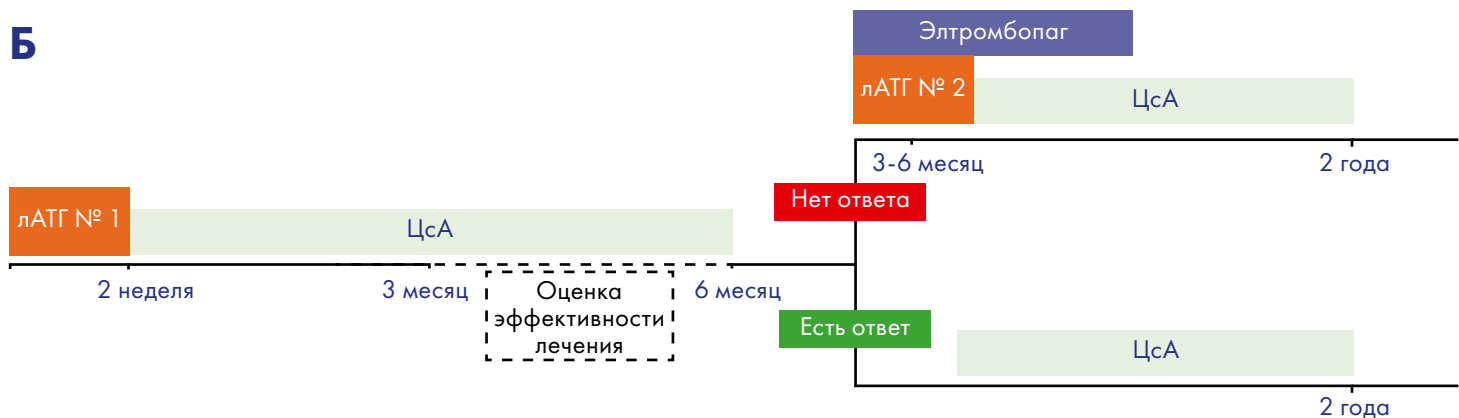 Б
Элтромбопаг
лАТГ № 2
ЦсА
3-6 месяц
2 года
Нет ответа
лАТГ № 1
ЦсА
2 неделя
3 месяц
Оценка
эффективности
лечения
6 месяц
Есть ответ
ЦсА
2 года